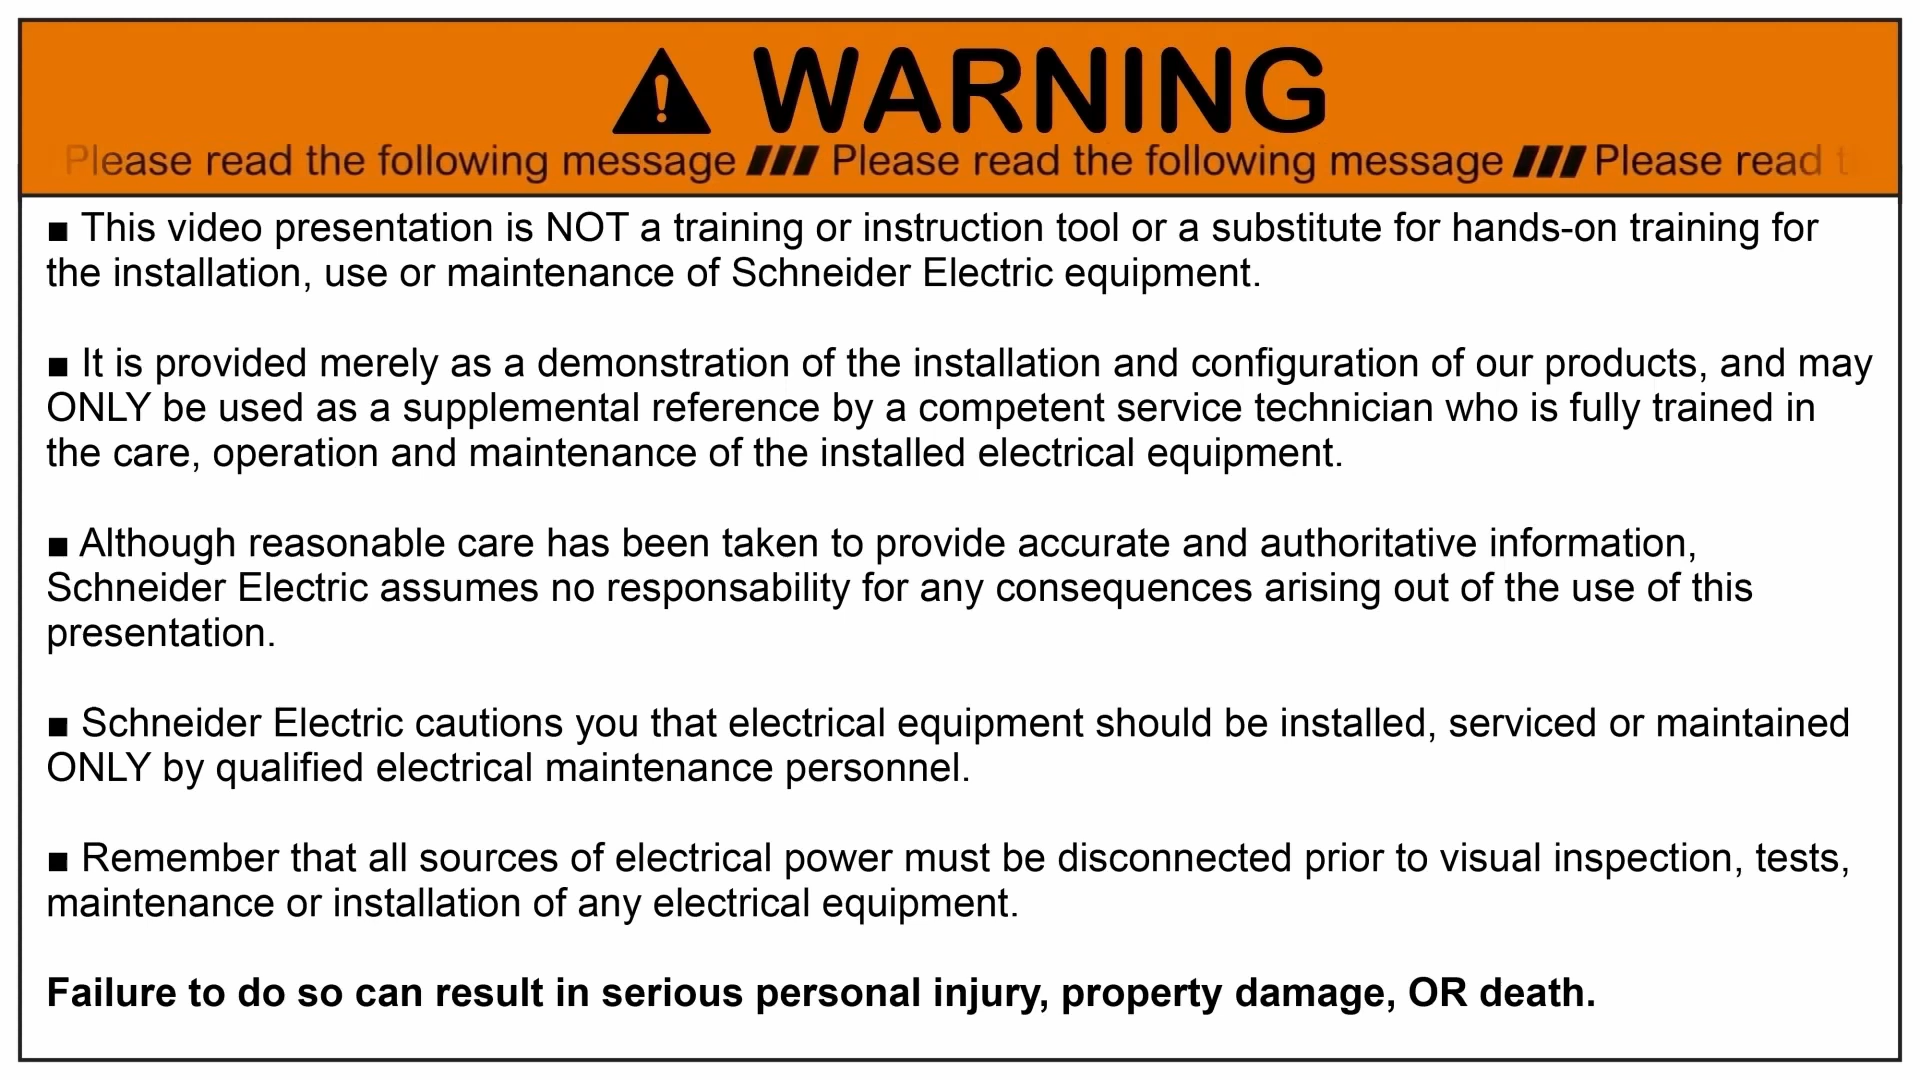 WARNING
Please read the following message /// Please read the following message /// Please read
■ This video presentation is NOT a training or instruction tool or a substitute for hands-on training for
the installation, use or maintenance of Schneider Electric equipment.
■ It is provided merely as a demonstration of the installation and configuration of our products, and may
ONLY be used as a supplemental reference by a competent service technician who is fully trained in
the care, operation and maintenance of the installed electrical equipment.
■ Although reasonable care has been taken to provide accurate and authoritative information,
Schneider Electric assumes no responsability for any consequences arising out of the use of this
presentation.
■ Schneider Electric cautions you that electrical equipment should be installed, serviced or maintained
ONLY by qualified electrical maintenance personnel.
■ Remember that all sources of electrical power must be disconnected prior to visual inspection, tests,
maintenance or installation of any electrical equipment.
Failure to do so can result in serious personal injury, property damage, OR death.